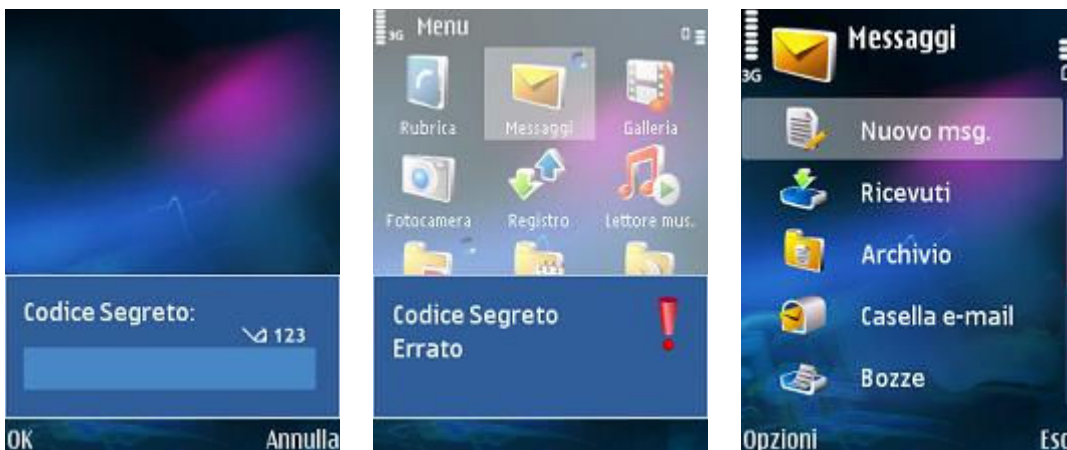 Codice Segreto:
123
OK Annulla
3G Menu
Rubrica Messaggi Galleria
Fotocamera Registro Lettore mus.
Codice Segreto
Errato
3G Messaggi
Nuovo msg.
Ricevuti
Archivio
Casella e-mail
Bozze
Opzioni Esc